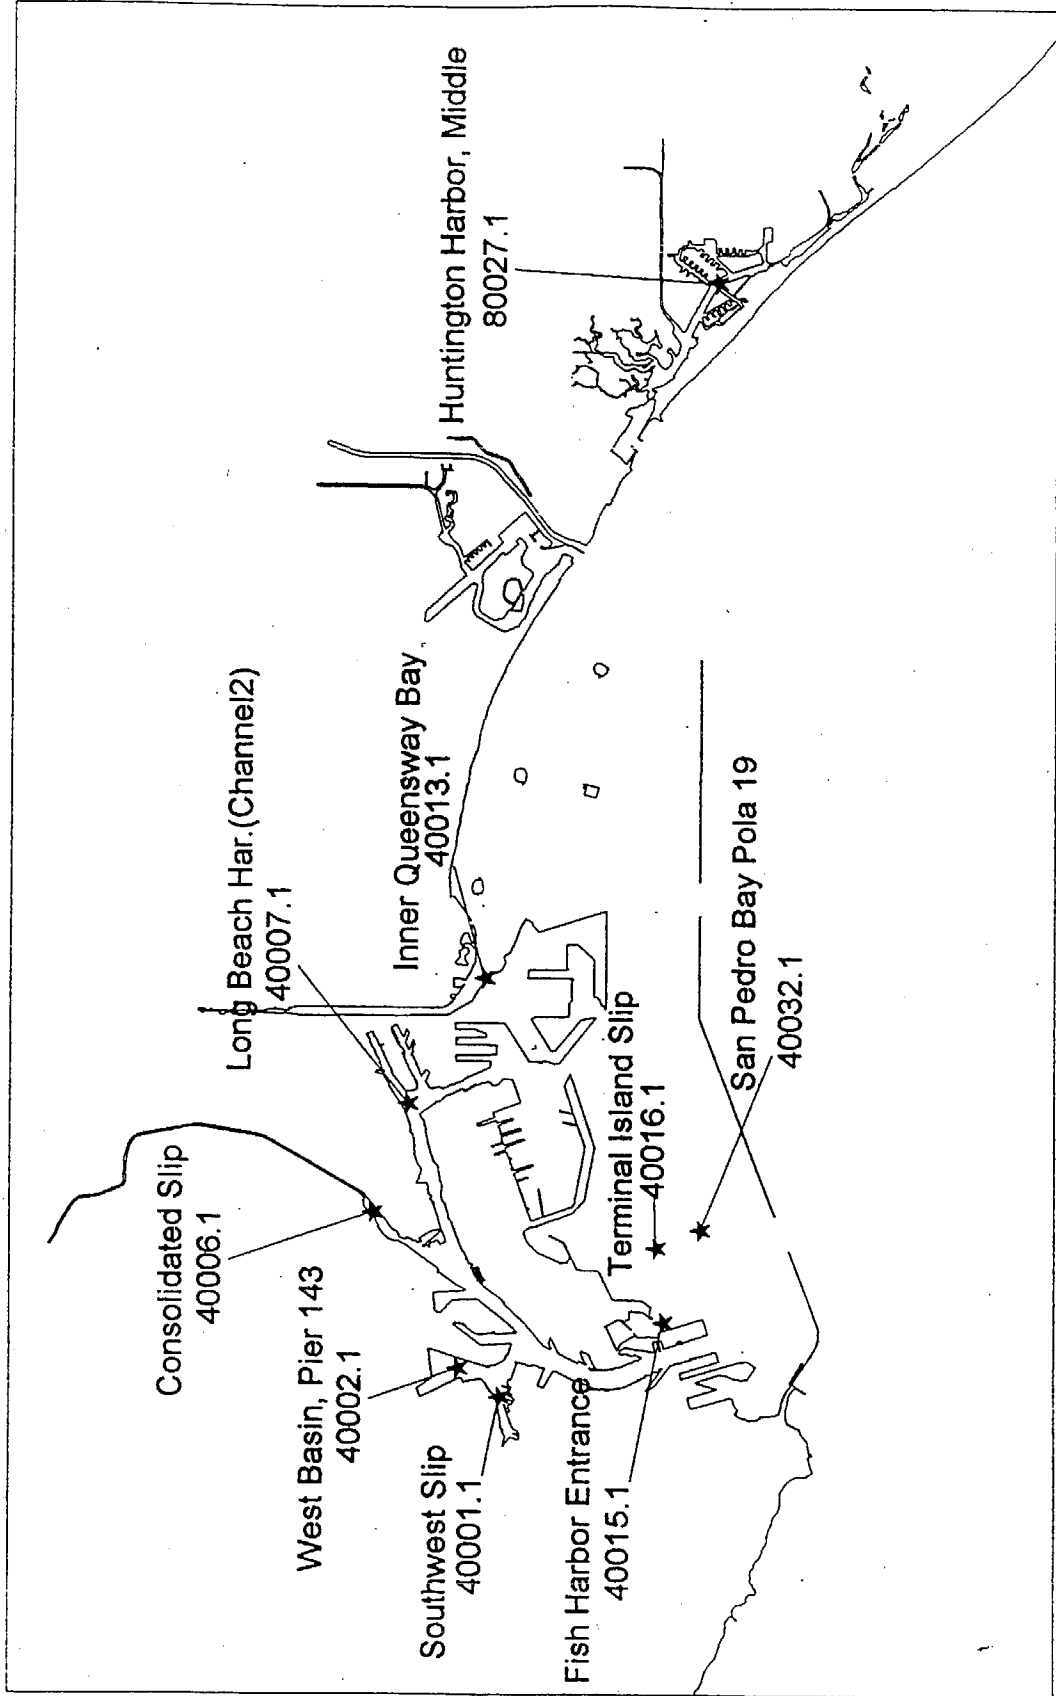 Consolidated Slip
40006.1
West Basin, Pier 143
40002.1
Southwest Slip
40001.1
Fish Harbor Entrance
40015.1
Long Beach Har.(Channel2)
40007.1
Inner Queensway Bay
40013.1
Terminal Island Slip
40016.1
San Pedro Bay Pola 19
40032.1
Huntington Harbor, Middle
80027.1